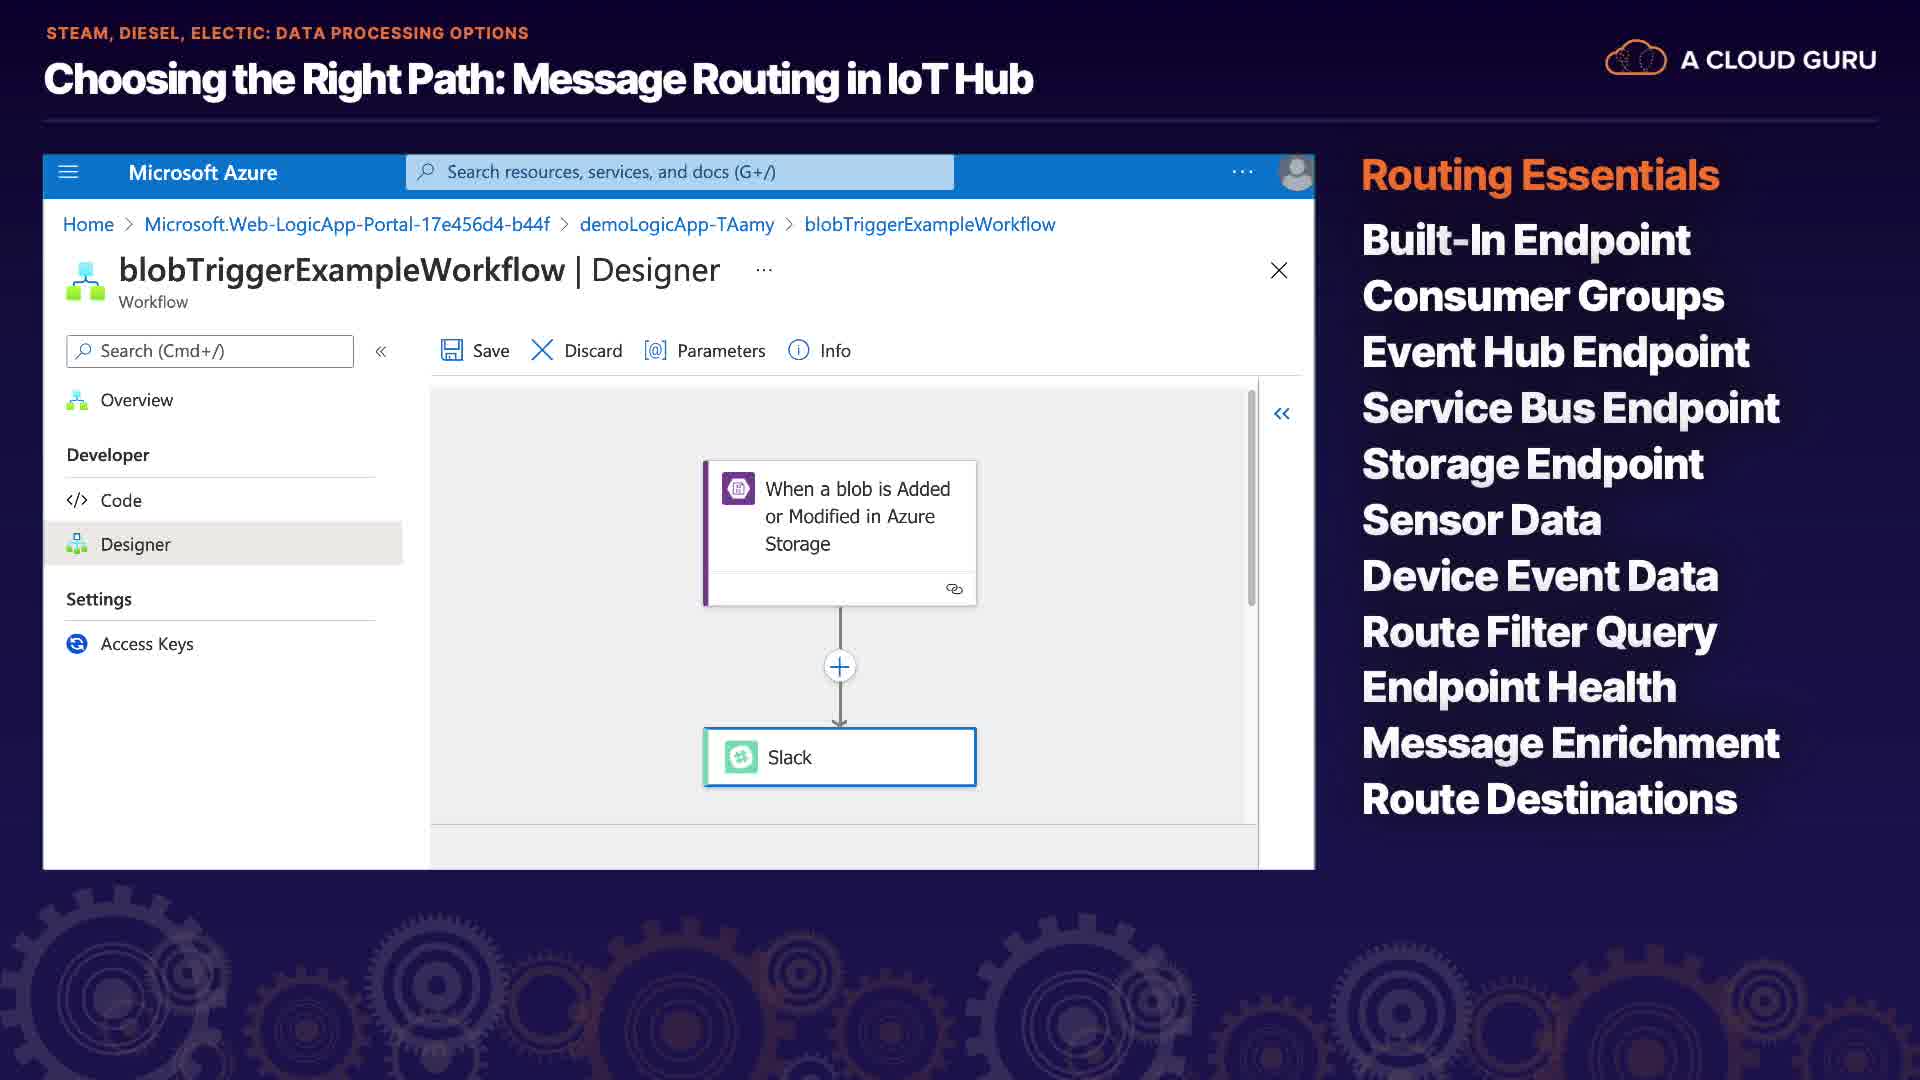 STEAM, DIESEL, ELECTIC: DATA PROCESSING OPTIONS
Choosing the Right Path: Message Routing in IoT Hub
A CLOUD GURU
Microsoft Azure
Search resources, services, and docs (G+/)
Home > Microsoft.Web-LogicApp-Portal-17e456d4-b44f > demoLogicApp-TAamy > blobTriggerExampleWorkflow
blobTriggerExampleWorkflow | Designer ...
Workflow
Search (Cmd+/)
Save
Discard
Parameters
Info
Overview
Developer
Code
Designer
Settings
Access Keys
When a blob is Added
or Modified in Azure
Storage
Slack
Routing Essentials
Built-In Endpoint
Consumer Groups
Event Hub Endpoint
Service Bus Endpoint
Storage Endpoint
Sensor Data
Device Event Data
Route Filter Query
Endpoint Health
Message Enrichment
Route Destinations